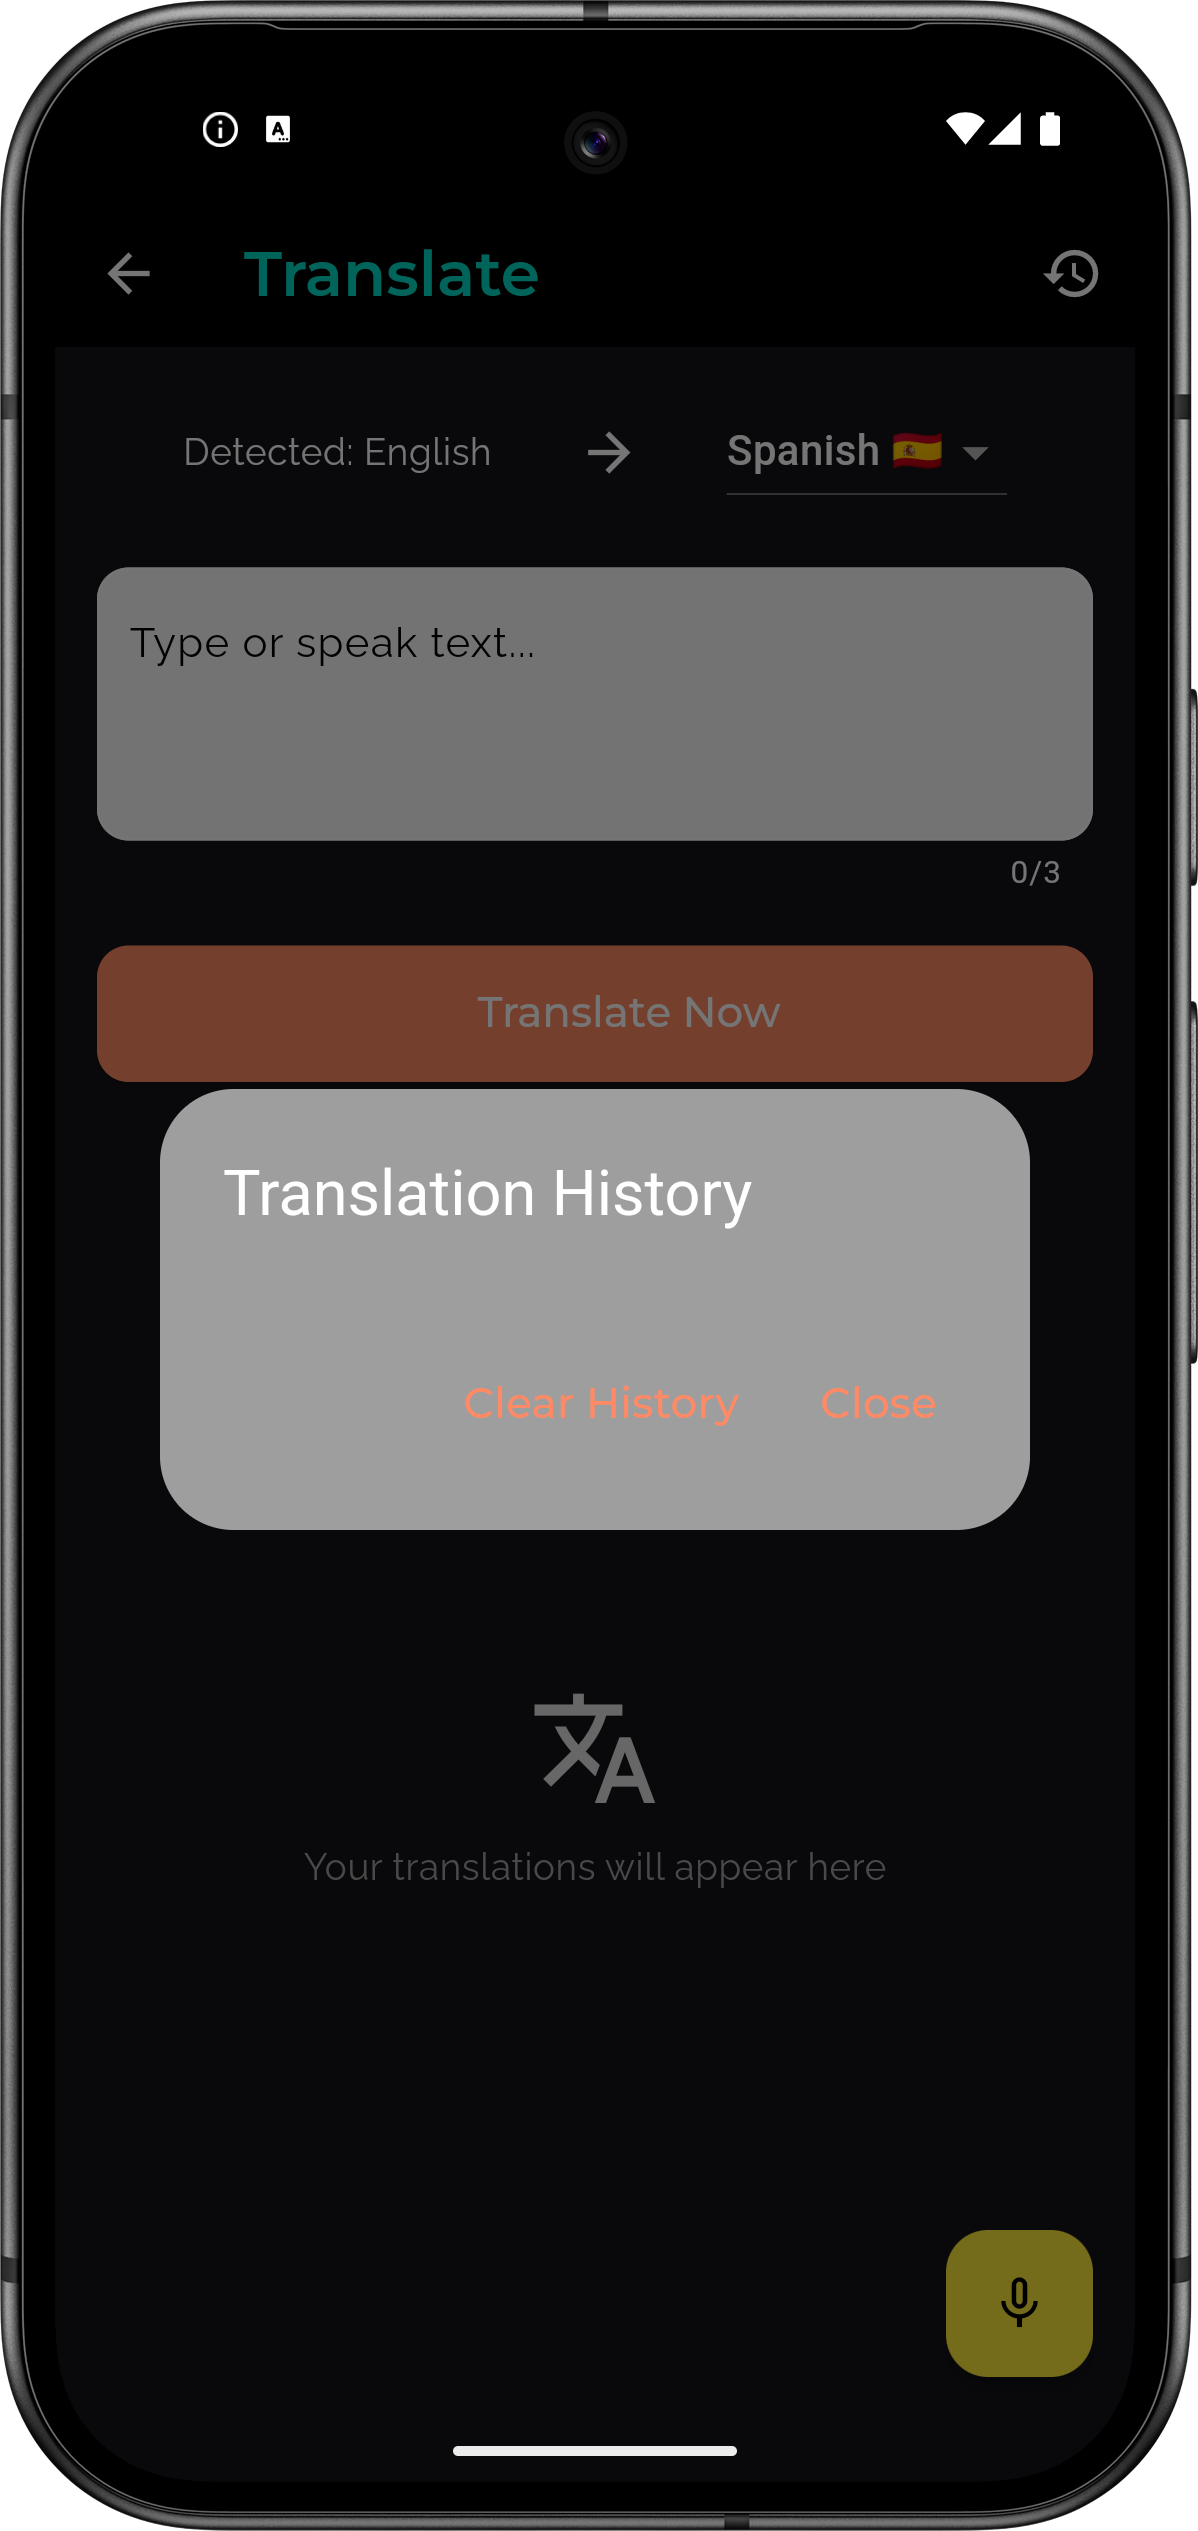 Translate
Detected: English
Spanish 🇪🇸
Type or speak text...
0/3
Translate Now
Translation History
Clear History Close
Your translations will appear here